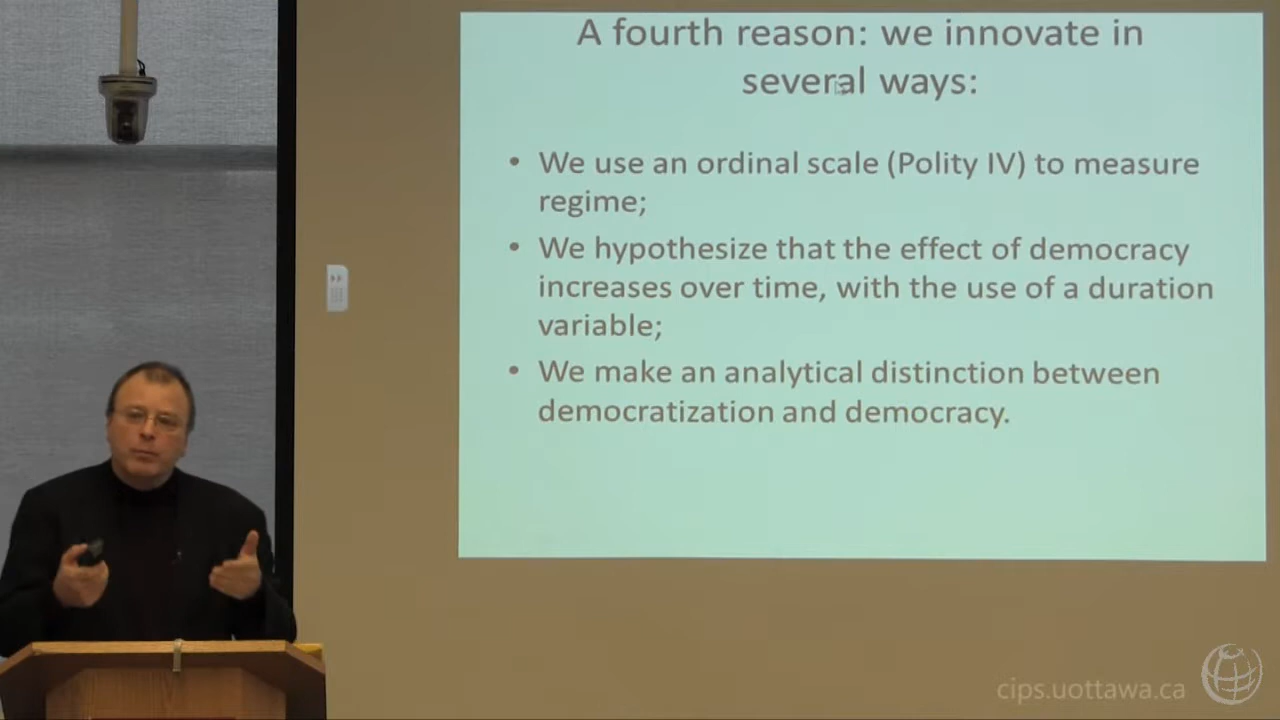 A fourth reason: we innovate in
several ways:
• We use an ordinal scale (Polity IV) to measure
regime;
• We hypothesize that the effect of democracy
increases over time, with the use of a duration
variable;
• We make an analytical distinction between
democratization and democracy.
cips.uottawa.ca